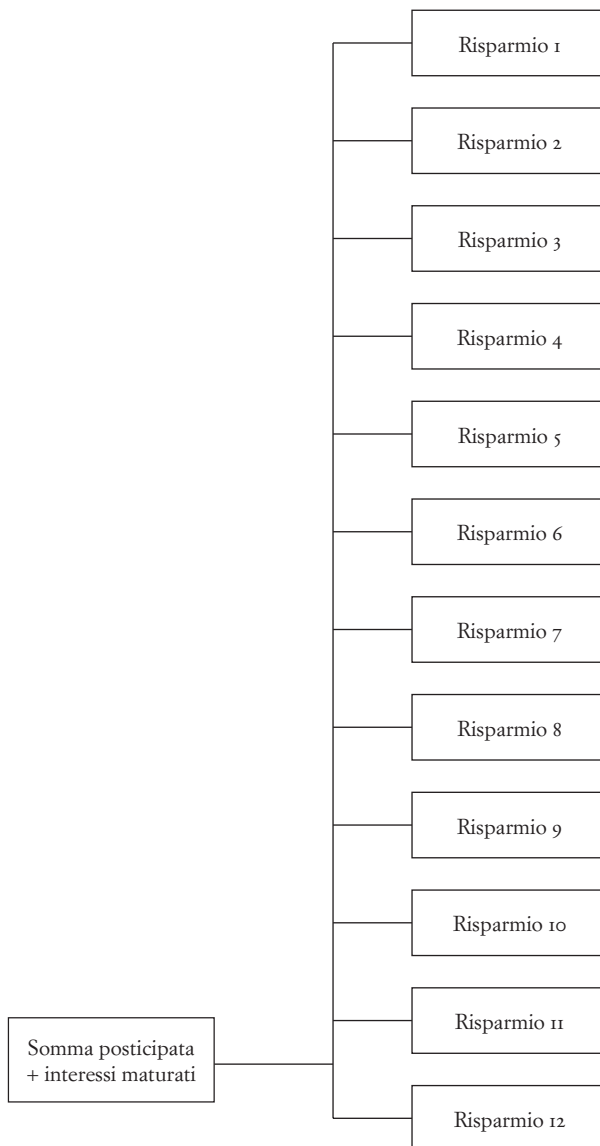 Risparmio 1
Risparmio 2
Risparmio 3
Risparmio 4
Risparmio 5
Risparmio 6
Risparmio 7
Risparmio 8
Risparmio 9
Risparmio 10
Risparmio 11
Somma posticipata
+ interessi maturati
Risparmio 12